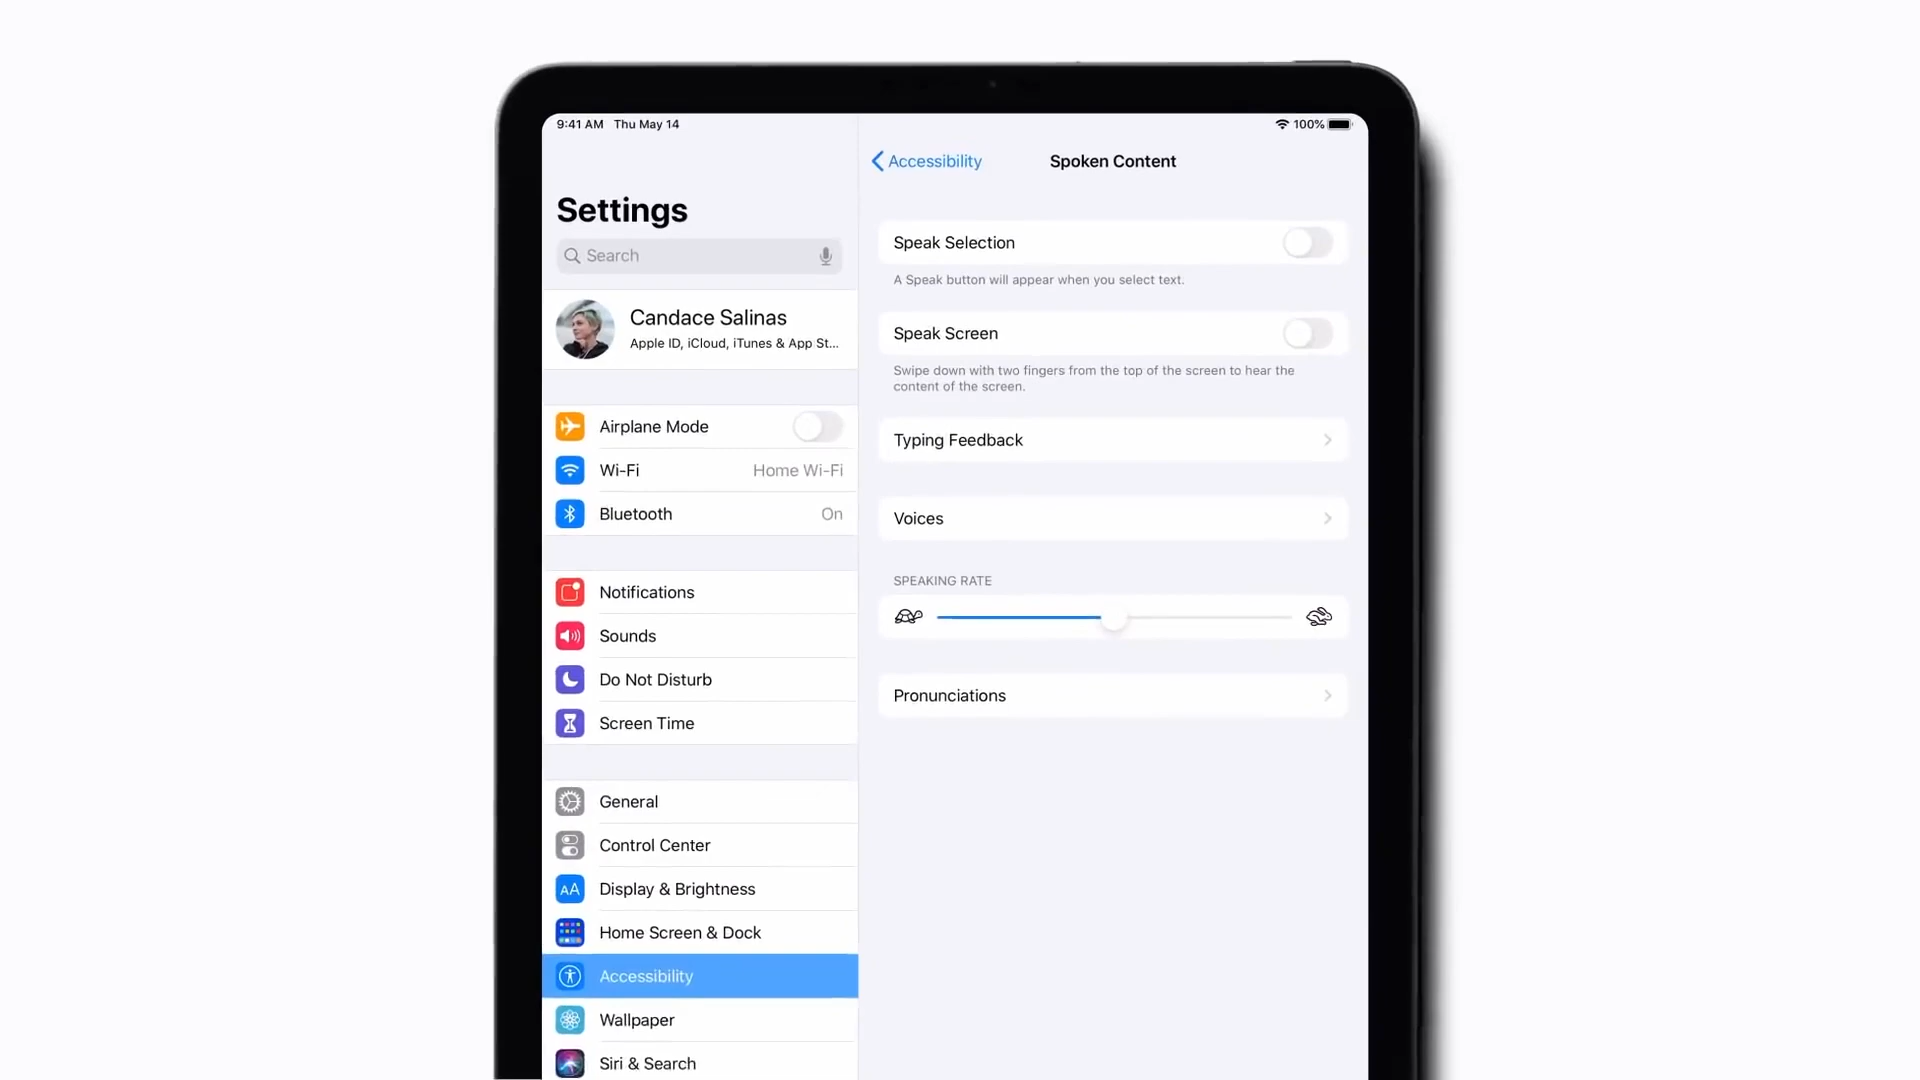 9:41 AM Thu May 14
100%
Settings
Search
Candace Salinas
Apple ID, iCloud, iTunes & App St...
Airplane Mode
Wi-Fi Home Wi-Fi
Bluetooth On
Notifications
Sounds
Do Not Disturb
Screen Time
General
Control Center
AA Display & Brightness
Home Screen & Dock
Accessibility
Wallpaper
Siri & Search
Accessibility Spoken Content
Speak Selection
A Speak button will appear when you select text.
Speak Screen
Swipe down with two fingers from the top of the screen to hear the
content of the screen.
Typing Feedback
Voices
SPEAKING RATE
Pronunciations